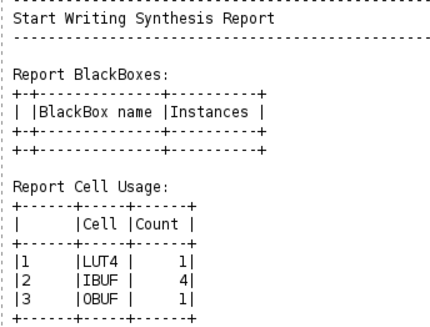 --------------------------------------------------------
Start Writing Synthesis Report
--------------------------------------------------------
Report BlackBoxes:
+-+--------------+----------+
| |BlackBox name |Instances |
+-+--------------+----------+
+-+--------------+----------+
Report Cell Usage:
+------+-----+------+
|      |Cell |Count |
+------+-----+------+
|1     |LUT4 |     1|
|2     |IBUF |     4|
|3     |OBUF |     1|
+------+-----+------+